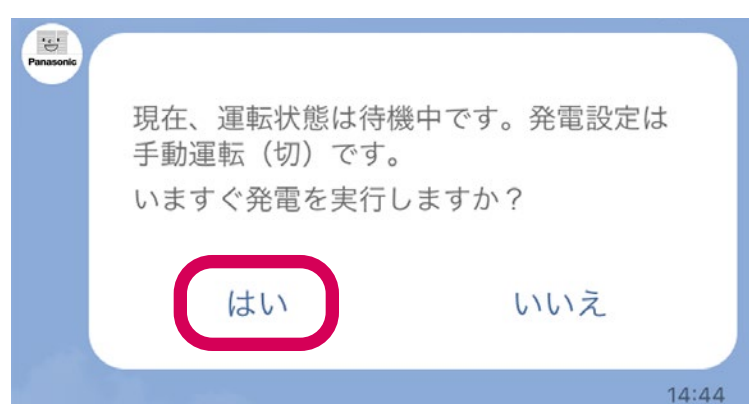 Panasonic
現在、運転状態は待機中です。発電設定は
手動運転（切）です。
いますぐ発電を実行しますか？
はい いいえ
14:44